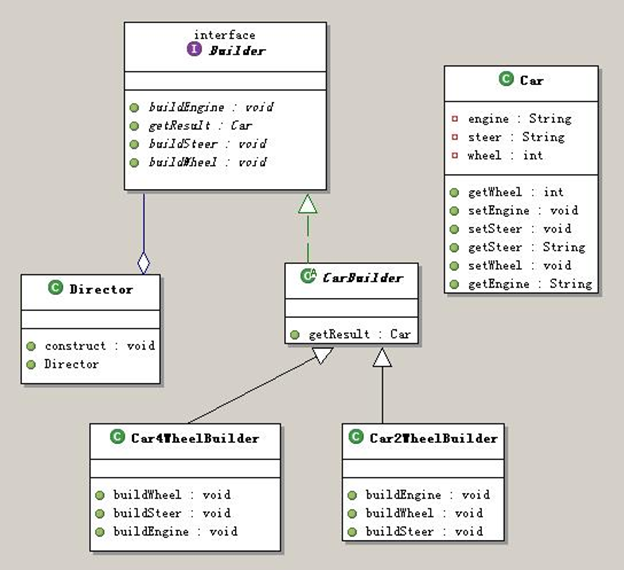 interface
Builder
buildEngine : void
getResult : Car
buildSteer : void
buildWheel : void
Car
engine : String
steer : String
wheel : int
getWheel : int
setEngine : void
setSteer : void
getSteer : String
setWheel : void
getEngine : String
Director
construct : void
Director
CarBuilder
getResult : Car
Car4WheelBuilder
buildWheel : void
buildSteer : void
buildEngine : void
Car2WheelBuilder
buildEngine : void
buildWheel : void
buildSteer : void